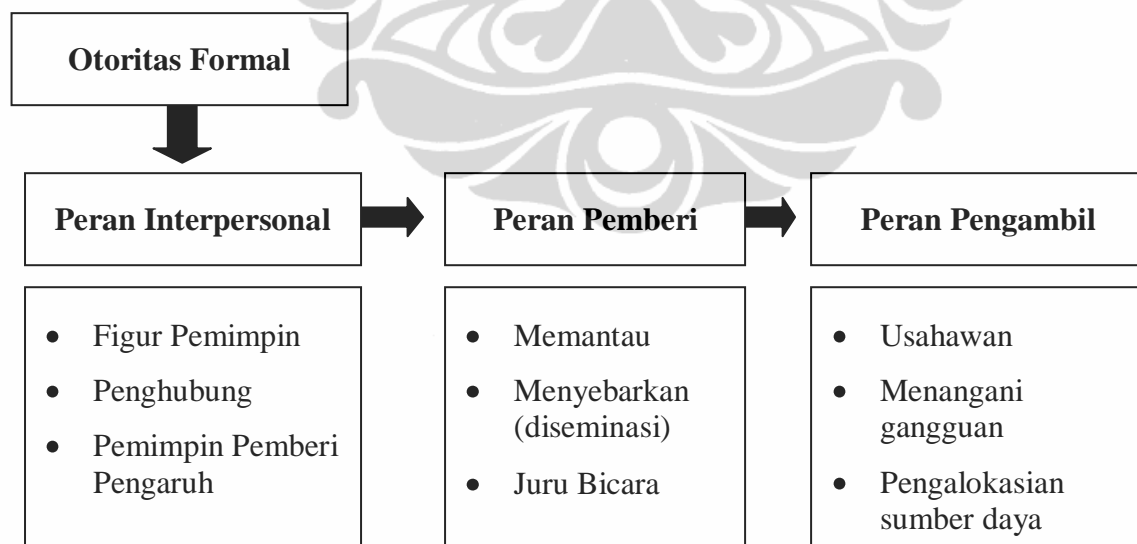 Otoritas Formal
Peran Interpersonal
Peran Pemberi
Peran Pengambil
• Figur Pemimpin
• Penghubung
• Pemimpin Pemberi
Pengaruh
• Memantau
• Menyebarkan
(diseminasi)
• Juru Bicara
• Usahawan
• Menangani
gangguan
• Pengalokasian
sumber daya